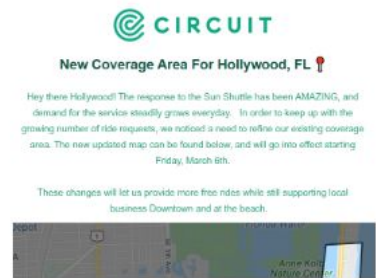 CIRCUIT
New Coverage Area For Hollywood, FL
Hey there Hollywood! The response to the Sun Shuttle has been AMAZING, and
demand for the service steadily grows everyday. In order to keep up with the
growing number of ride requests, we noticed a need to refine our existing coverage
area. The new updated map can be found below, and will go into effect starting
Friday, March 6th.
These changes will let us provide more free rides while still supporting local
business Downtown and at the beach.
Depot
Anne Kolb
Nature Center